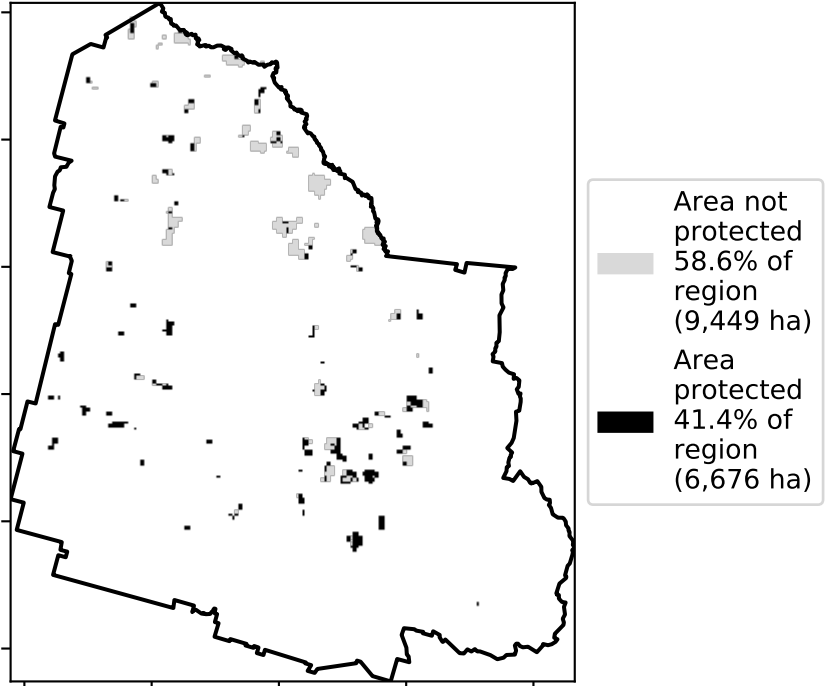 Area not
protected
58.6% of
region
(9,449 ha)
Area
protected
41.4% of
region
(6,676 ha)